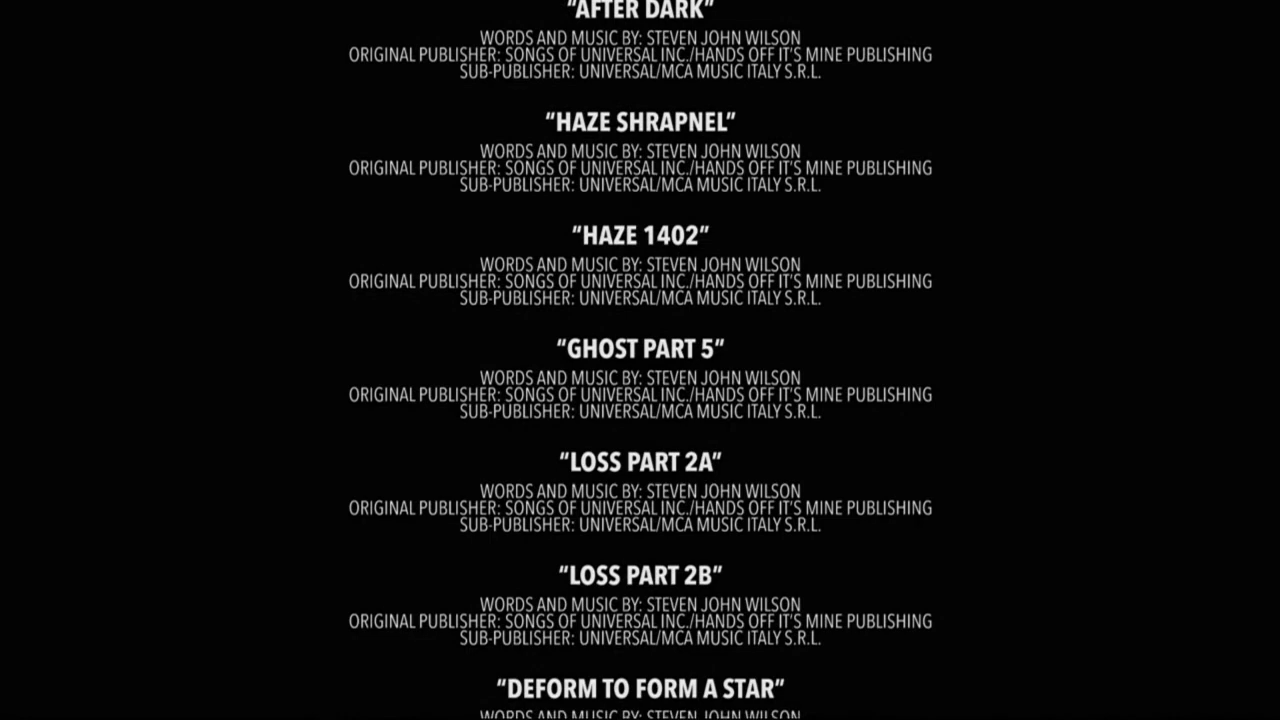 “AFTER DARK”
WORDS AND MUSIC BY: STEVEN JOHN WILSON
ORIGINAL PUBLISHER: SONGS OF UNIVERSAL INC./HANDS OFF IT’S MINE PUBLISHING
SUB-PUBLISHER: UNIVERSAL/MCA MUSIC ITALY S.R.L.
“HAZE SHRAPNEL”
WORDS AND MUSIC BY: STEVEN JOHN WILSON
ORIGINAL PUBLISHER: SONGS OF UNIVERSAL INC./HANDS OFF IT’S MINE PUBLISHING
SUB-PUBLISHER: UNIVERSAL/MCA MUSIC ITALY S.R.L.
“HAZE 1402”
WORDS AND MUSIC BY: STEVEN JOHN WILSON
ORIGINAL PUBLISHER: SONGS OF UNIVERSAL INC./HANDS OFF IT’S MINE PUBLISHING
SUB-PUBLISHER: UNIVERSAL/MCA MUSIC ITALY S.R.L.
“GHOST PART 5”
WORDS AND MUSIC BY: STEVEN JOHN WILSON
ORIGINAL PUBLISHER: SONGS OF UNIVERSAL INC./HANDS OFF IT’S MINE PUBLISHING
SUB-PUBLISHER: UNIVERSAL/MCA MUSIC ITALY S.R.L.
“LOSS PART 2A”
WORDS AND MUSIC BY: STEVEN JOHN WILSON
ORIGINAL PUBLISHER: SONGS OF UNIVERSAL INC./HANDS OFF IT’S MINE PUBLISHING
SUB-PUBLISHER: UNIVERSAL/MCA MUSIC ITALY S.R.L.
“LOSS PART 2B”
WORDS AND MUSIC BY: STEVEN JOHN WILSON
ORIGINAL PUBLISHER: SONGS OF UNIVERSAL INC./HANDS OFF IT’S MINE PUBLISHING
SUB-PUBLISHER: UNIVERSAL/MCA MUSIC ITALY S.R.L.
“DEFORM TO FORM A STAR”
WORDS AND MUSIC BY: STEVEN JOHN WILSON